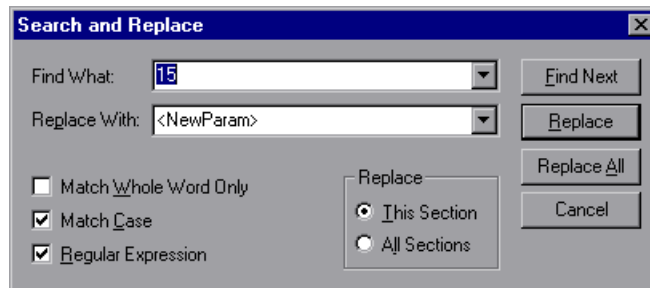 Search and Replace
Find What: 15
Find Next
Replace With: <NewParam>
Replace
Replace All
Match Whole Word Only
Replace
Match Case
This Section
Cancel
Regular Expression
All Sections